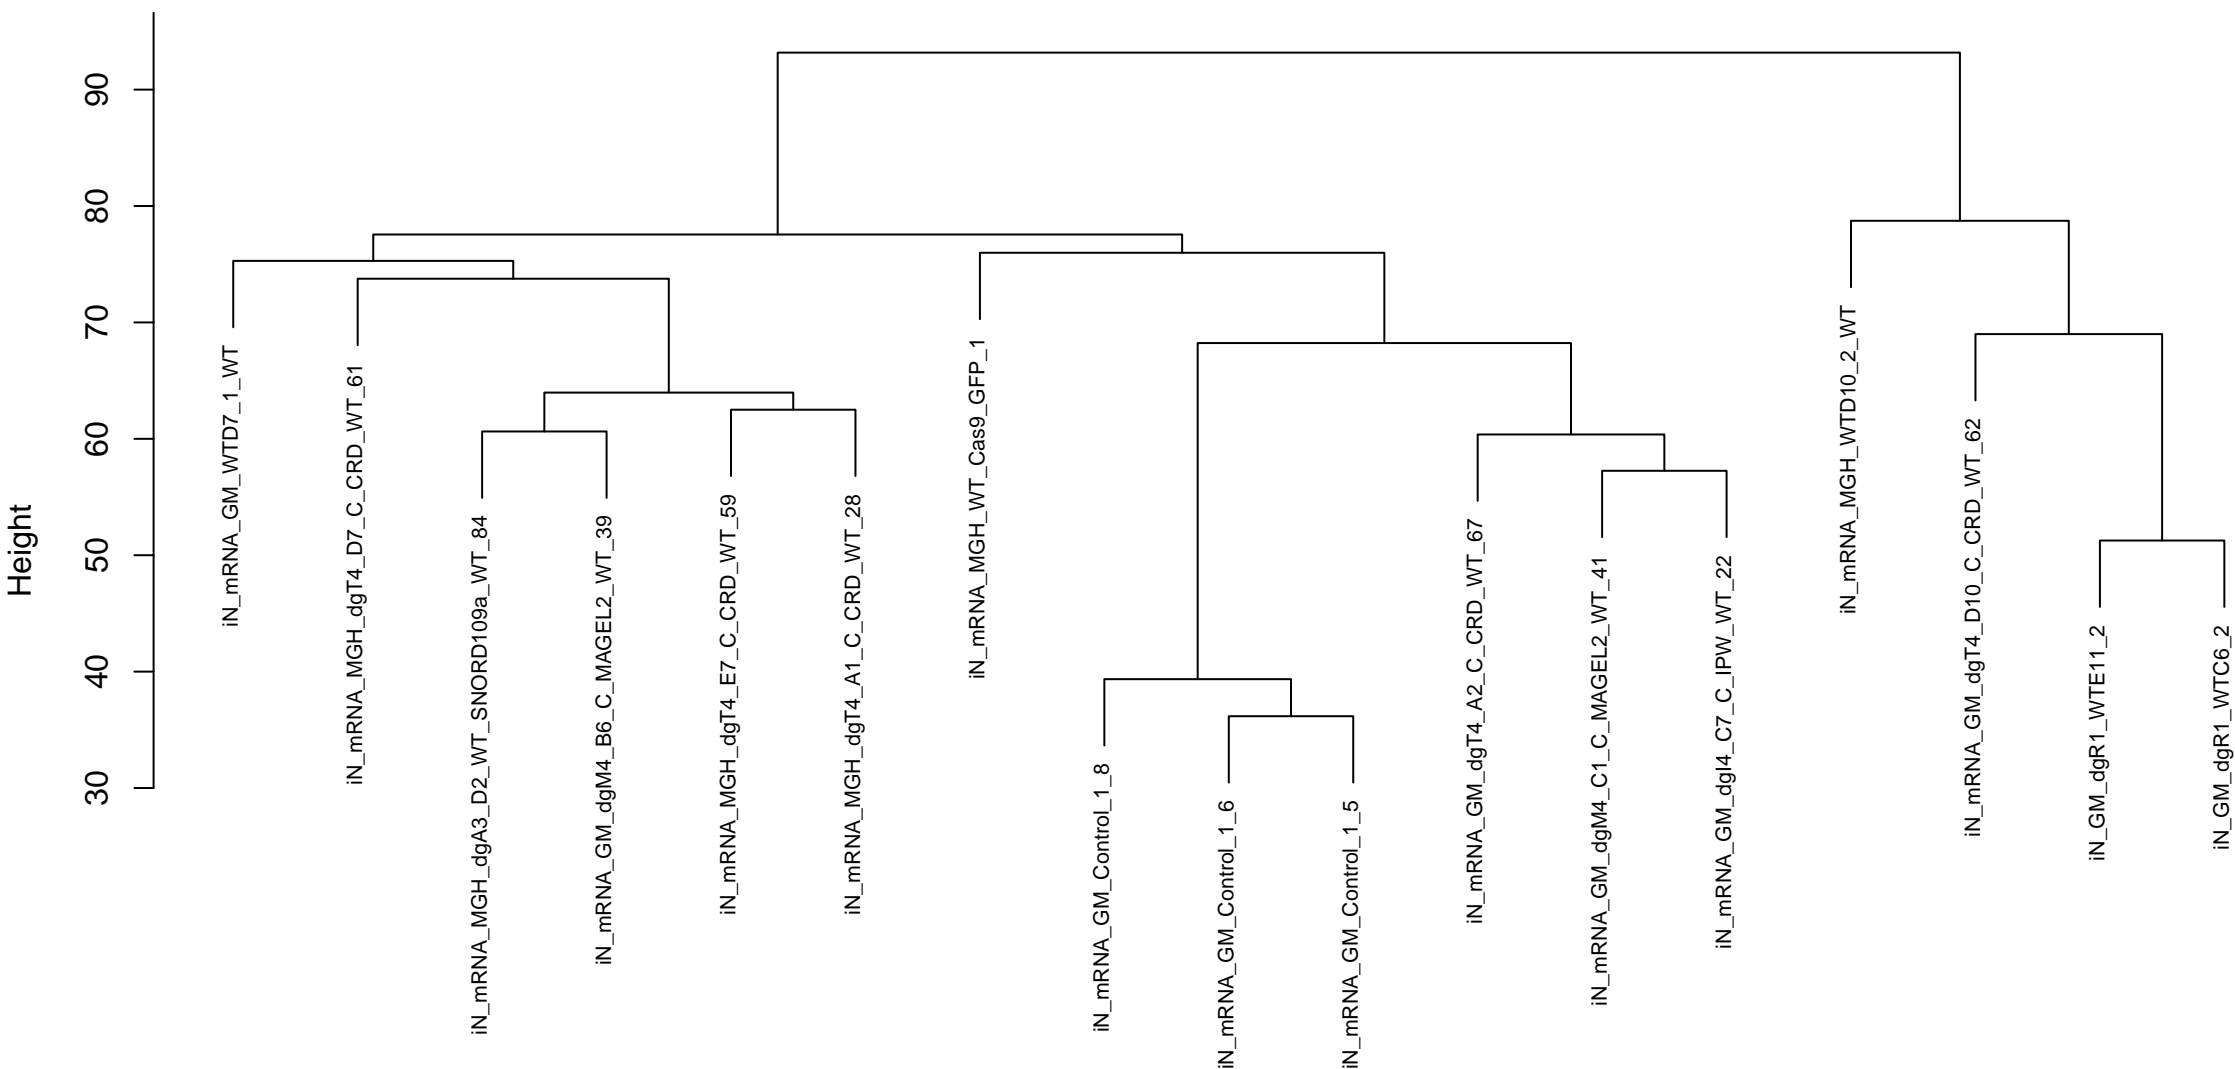 Height
90
80
70
60
50
40
30
iN_mRNA_GM_WTD7_1_WT
iN_mRNA_MGH_dgT4_D7_C_CRD_WT_61
iN_mRNA_MGH_dgA3_D2_WT_SNORD109a_WT_84
iN_mRNA_GM_dgM4_B6_C_MAGEL2_WT_39
iN_mRNA_MGH_dgT4_E7_C_CRD_WT_59
iN_mRNA_MGH_dgT4_A1_C_CRD_WT_28
iN_mRNA_MGH_WT_Cas9_GFP_1
iN_mRNA_GM_Control_1_8
iN_mRNA_GM_Control_1_6
iN_mRNA_GM_Control_1_5
iN_mRNA_GM_dgT4_A2_C_CRD_WT_67
iN_mRNA_GM_dgM4_C1_C_MAGEL2_WT_41
iN_mRNA_GM_dgI4_C7_C_IPW_WT_22
iN_mRNA_MGH_WTD10_2_WT
iN_mRNA_GM_dgT4_D10_C_CRD_WT_62
iN_GM_dgR1_WTE11_2
iN_GM_dgR1_WTC6_2